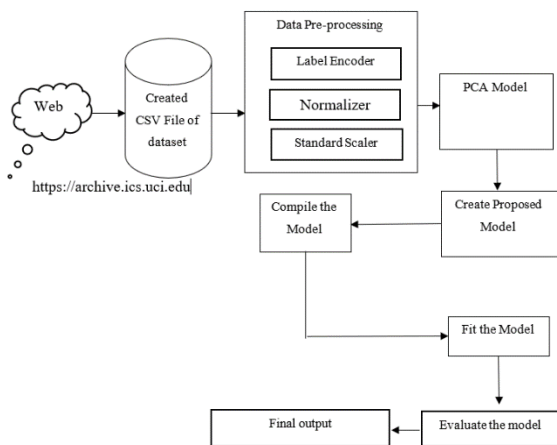 Data Pre-processing
Label Encoder
Normalizer
Standard Scaler
Web
Created
CSV File of
dataset
https://archive.ics.uci.edu
PCA Model
Create Proposed
Model
Compile the
Model
Fit the Model
Evaluate the model
Final output